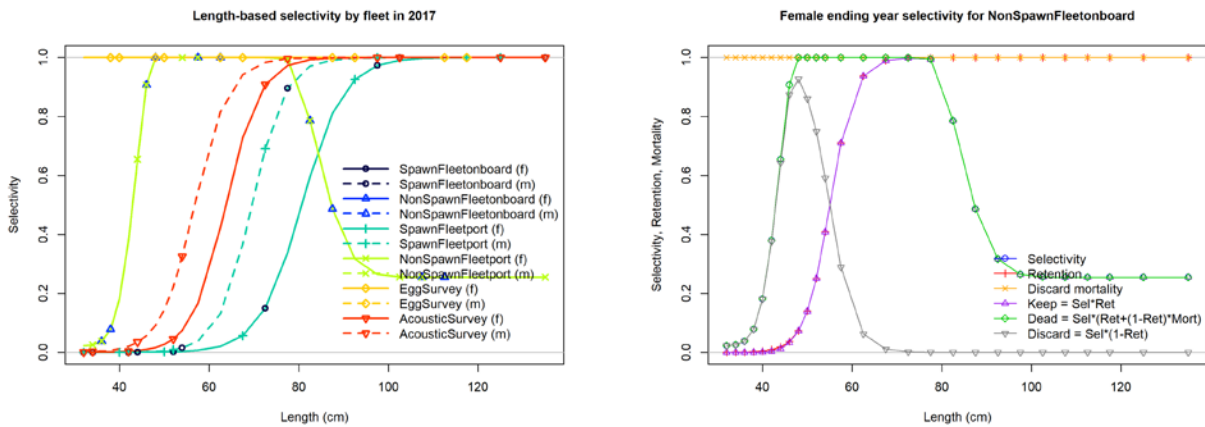 Length-based selectivity by fleet in 2017
Selectivity
1.0
0.8
0.6
0.4
0.2
0.0
SpawnFleetonboard (f)
SpawnFleetonboard (m)
NonSpawnFleetonboard (f)
NonSpawnFleetonboard (m)
SpawnFleetport (f)
SpawnFleetport (m)
NonSpawnFleetport (f)
NonSpawnFleetport (m)
EggSurvey (f)
EggSurvey (m)
AcousticSurvey (f)
AcousticSurvey (m)
40 60 80 100 120
Length (cm)
Female ending year selectivity for NonSpawnFleetonboard
Selectivity, Retention, Mortality
1.0
0.8
0.6
0.4
0.2
0.0
Selectivity
Retention
Discard mortality
Keep = Sel*Ret
Dead = Sel*(Ret+(1-Ret)*Mort)
Discard = Sel*(1-Ret)
40 60 80 100 120
Length (cm)